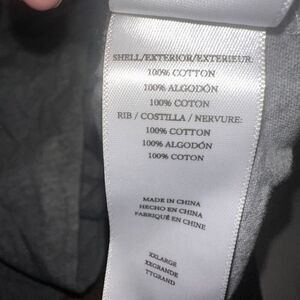 SHELL/EXTERIOR/EXTERIEUR:
100% COTTON
100% ALGODÓN
100% COTON
RIB / COSTILLA / NERVURE:
100% COTTON
100% ALGODÓN
100% COTON
MADE IN CHINA
HECHO EN CHINA
FABRIQUÉ EN CHINE
XXLARGE
XXGRANDE
TTGRAND